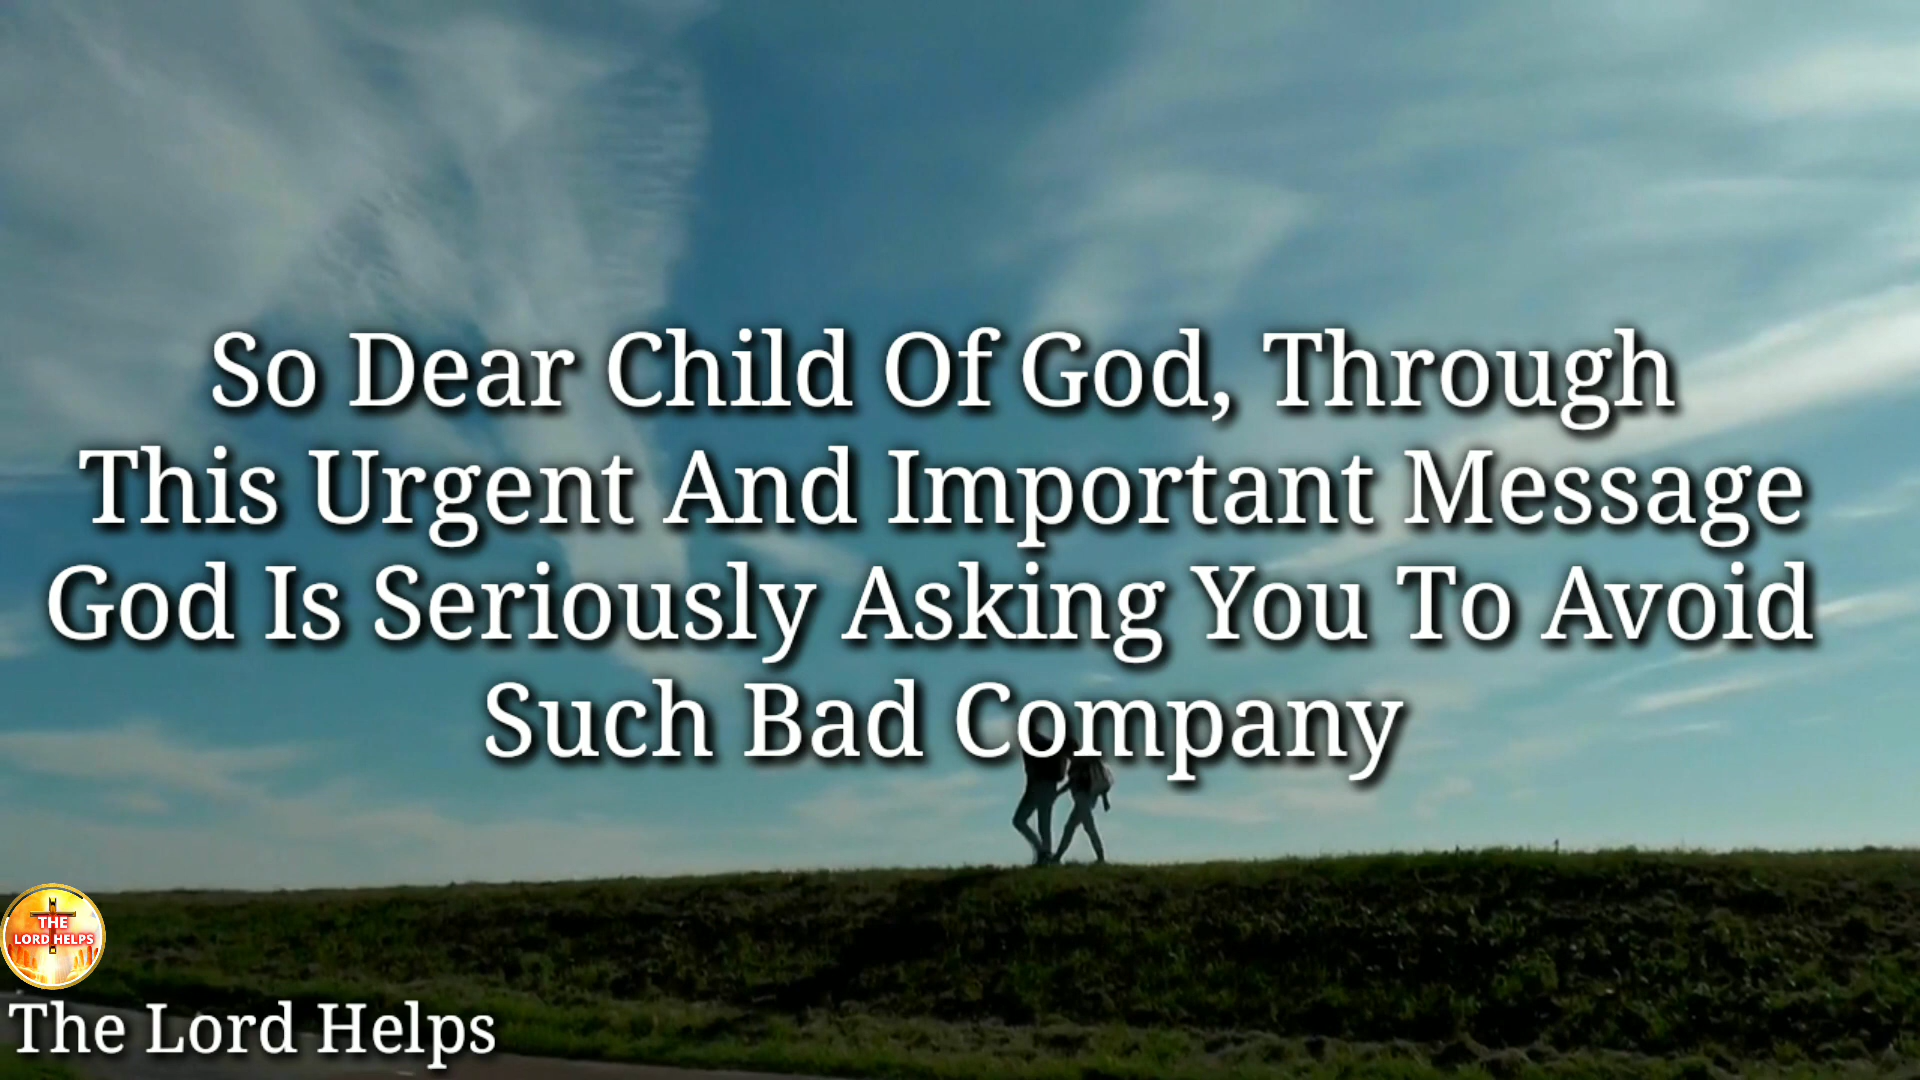 So Dear Child Of God, Through
This Urgent And Important Message
God Is Seriously Asking You To Avoid
Such Bad Company
THE
LORD HELPS
The Lord Helps